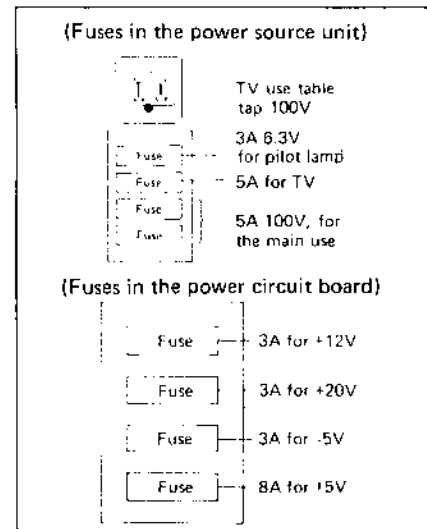 (Fuses in the power source unit)
TV use table
tap 100V
3A 6.3V
Fuse
for pilot lamp
Fuse
5A for TV
Fuse
5A 100V, for
Fuse
the main use
(Fuses in the power circuit board)
Fuse 3A for +12V
Fuse 3A for +20V
Fuse 3A for -5V
Fuse 8A for +5V